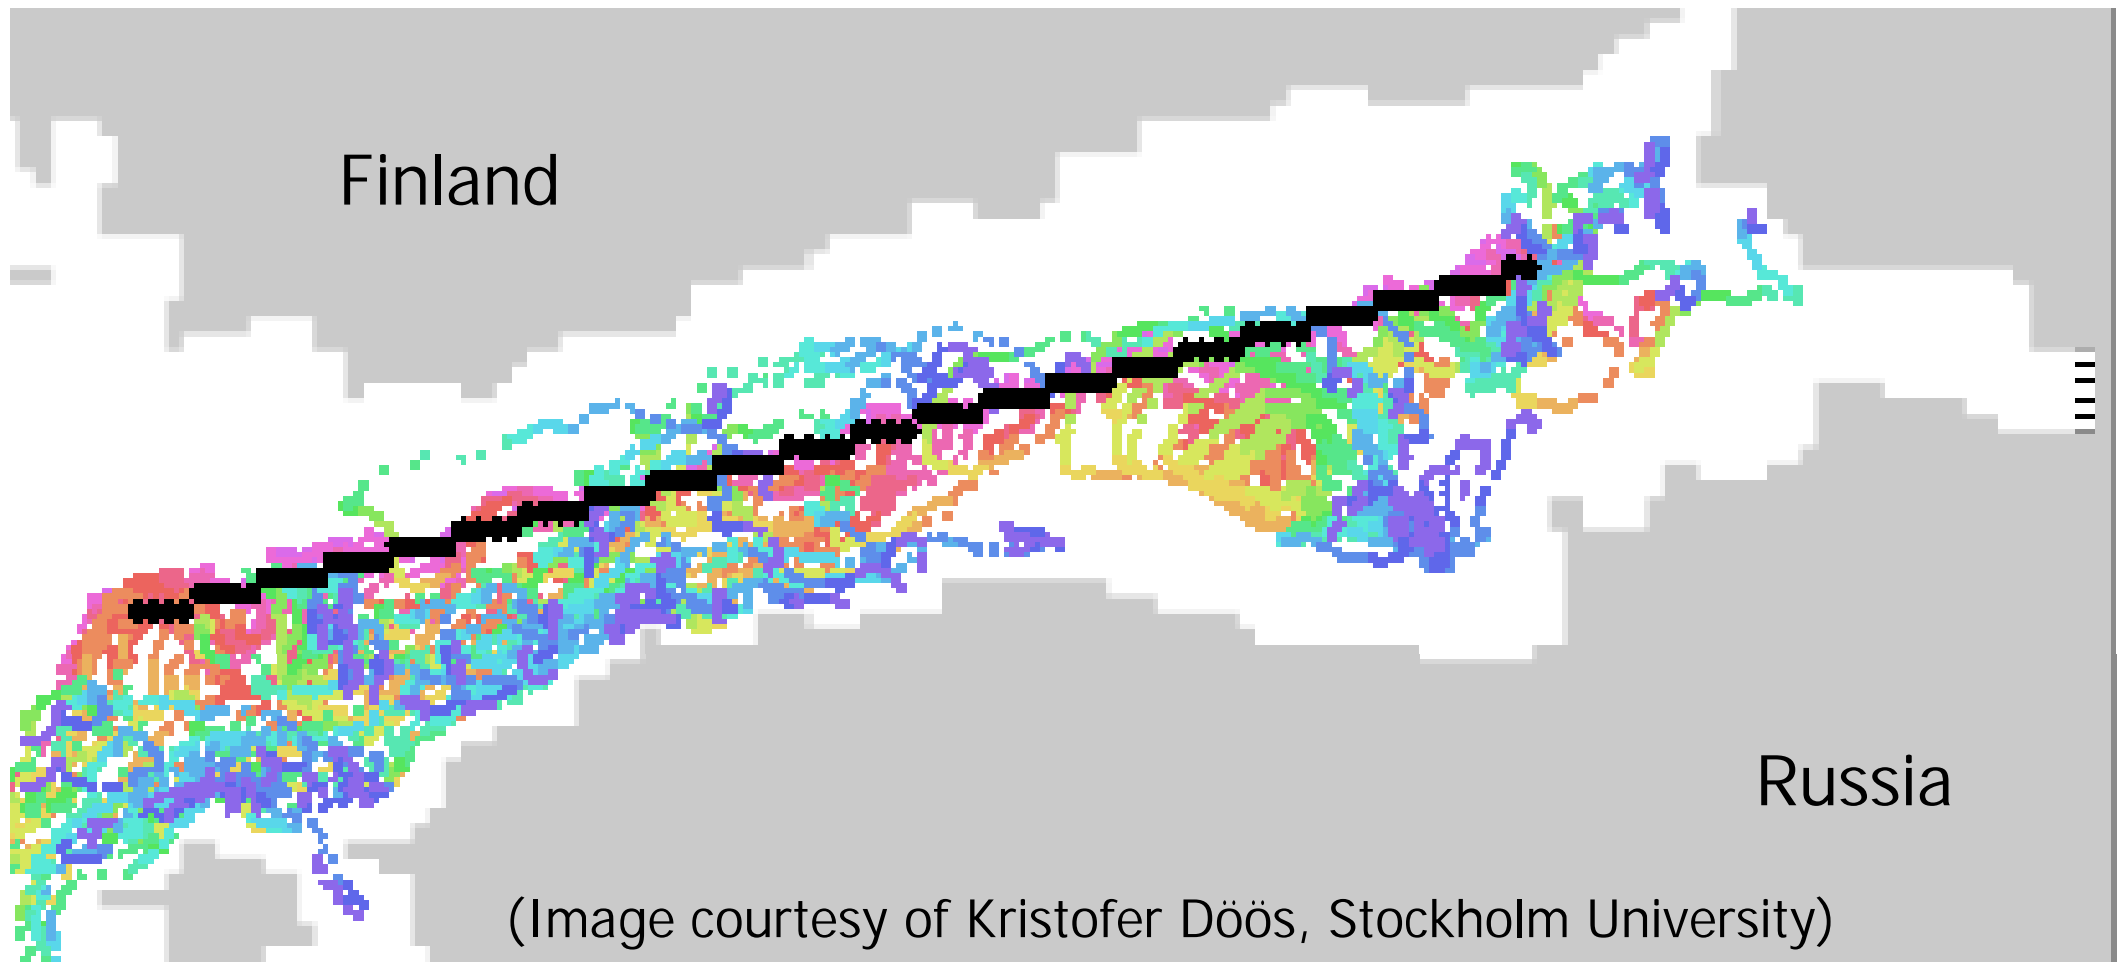 Finland
Russia
(Image courtesy of Kristofer Döös, Stockholm University)